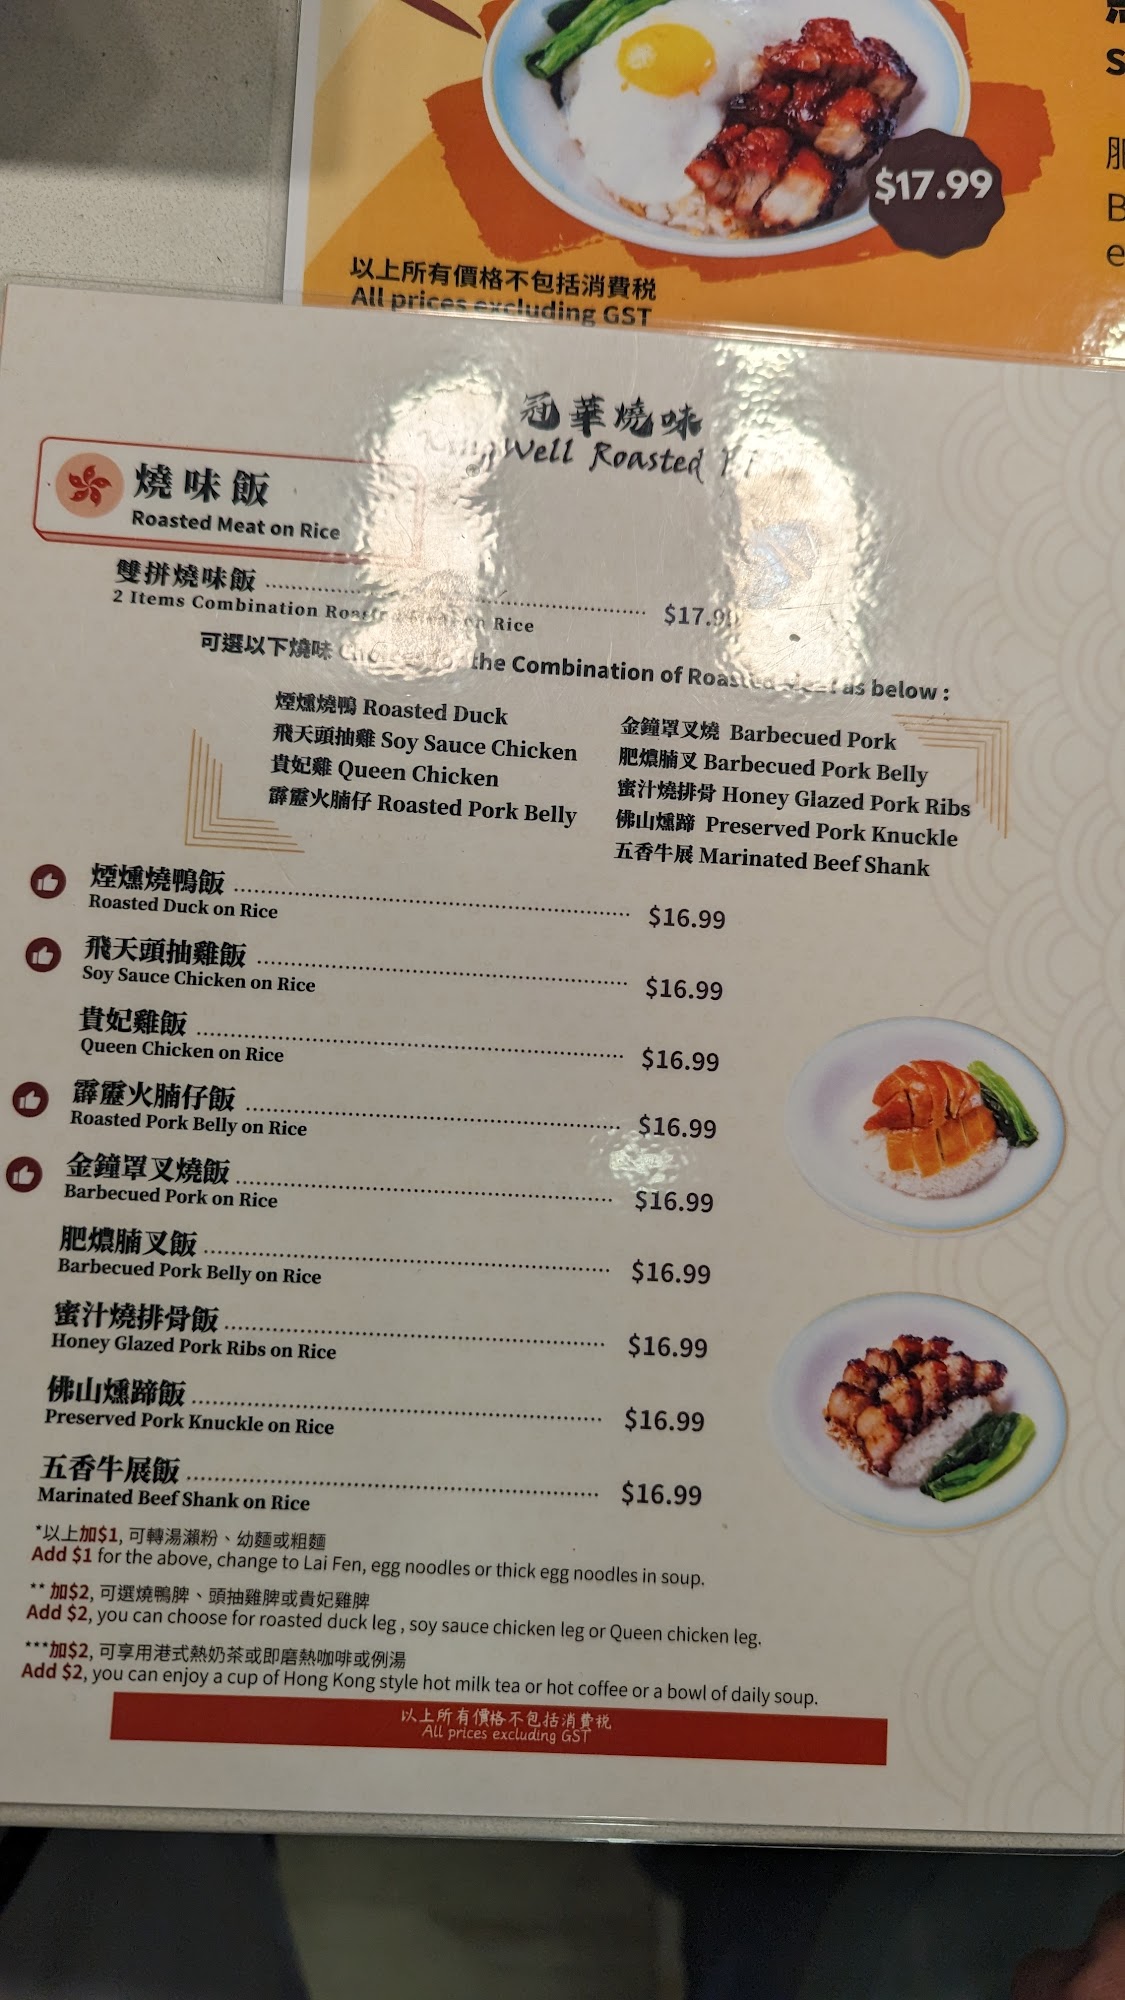 $17.99
以上所有價格不包括消費税
All prices excluding GST
冠華燒味
Well Roasted
燒味飯
Roasted Meat on Rice
雙拼燒味飯 $17.9
2 Items Combination Rice
可選以下燒味 the Combination of as below :
煙燻燒鴨 Roasted Duck
飛天頭抽雞 Soy Sauce Chicken
貴妃雞 Queen Chicken
霹靂火腩仔 Roasted Pork Belly
金鐘罩叉燒 Barbecued Pork
肥燶腩叉 Barbecued Pork Belly
蜜汁燒排骨 Honey Glazed Pork Ribs
佛山燻蹄 Preserved Pork Knuckle
五香牛展 Marinated Beef Shank
煙燻燒鴨飯 $16.99
Roasted Duck on Rice
飛天頭抽雞飯 $16.99
Soy Sauce Chicken on Rice
貴妃雞飯 $16.99
Queen Chicken on Rice
霹靂火腩仔飯 $16.99
Roasted Pork Belly on Rice
金鐘罩叉燒飯 $16.99
Barbecued Pork on Rice
肥燶腩叉飯 $16.99
Barbecued Pork Belly on Rice
蜜汁燒排骨飯 $16.99
Honey Glazed Pork Ribs on Rice
佛山燻蹄飯 $16.99
Preserved Pork Knuckle on Rice
五香牛展飯 $16.99
Marinated Beef Shank on Rice
*以上加$1, 可轉湯瀨粉、幼麵或粗麵
Add $1 for the above, change to Lai Fen, egg noodles or thick egg noodles in soup.
** 加$2, 可選燒鴨脾、頭抽雞脾或貴妃雞脾
Add $2, you can choose for roasted duck leg , soy sauce chicken leg or Queen chicken leg.
***加$2, 可享用港式熱奶茶或即磨熱咖啡或例湯
Add $2, you can enjoy a cup of Hong Kong style hot milk tea or hot coffee or a bowl of daily soup.
以上所有價格不包括消費税
All prices excluding GST